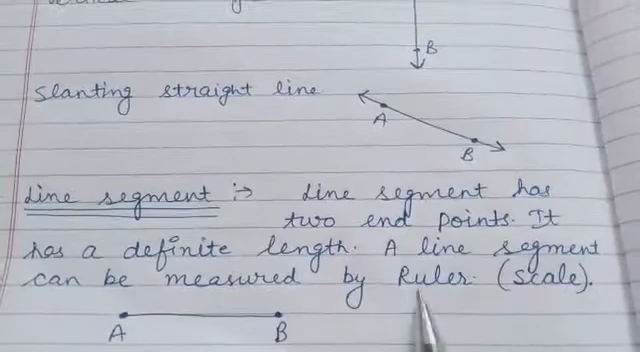 B
Slanting straight line
A
B
Line segment :→ Line segment has
two end points. It
has a definite length. A line segment
can be measured by Ruler. (Scale).
A B